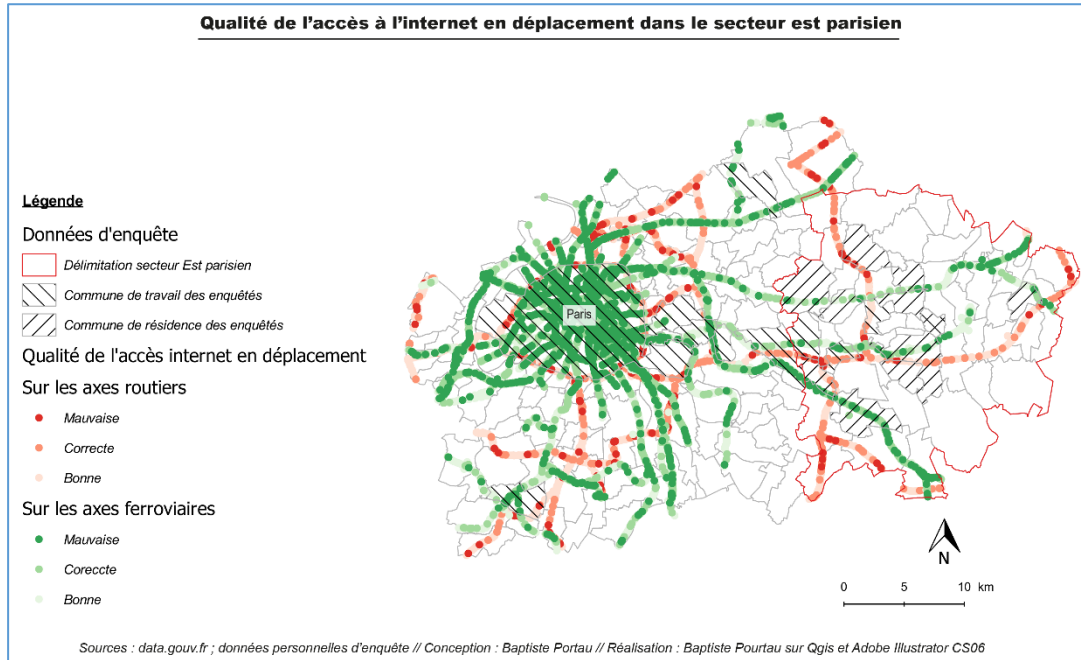 Qualité de l'accès à l'internet en déplacement dans le secteur est parisien
Légende
Données d'enquête
Délimitation secteur Est parisien
Commune de travail des enquêtés
Commune de résidence des enquêtés
Qualité de l'accès internet en déplacement
Sur les axes routiers
Mauvaise
Correcte
Bonne
Sur les axes ferroviaires
Mauvaise
Coreccte
Bonne
Paris
N
0 5 10 km
Sources : data.gouv.fr ; données personnelles d'enquête // Conception : Baptiste Portau // Réalisation : Baptiste Pourtau sur Qgis et Adobe Illustrator CS06